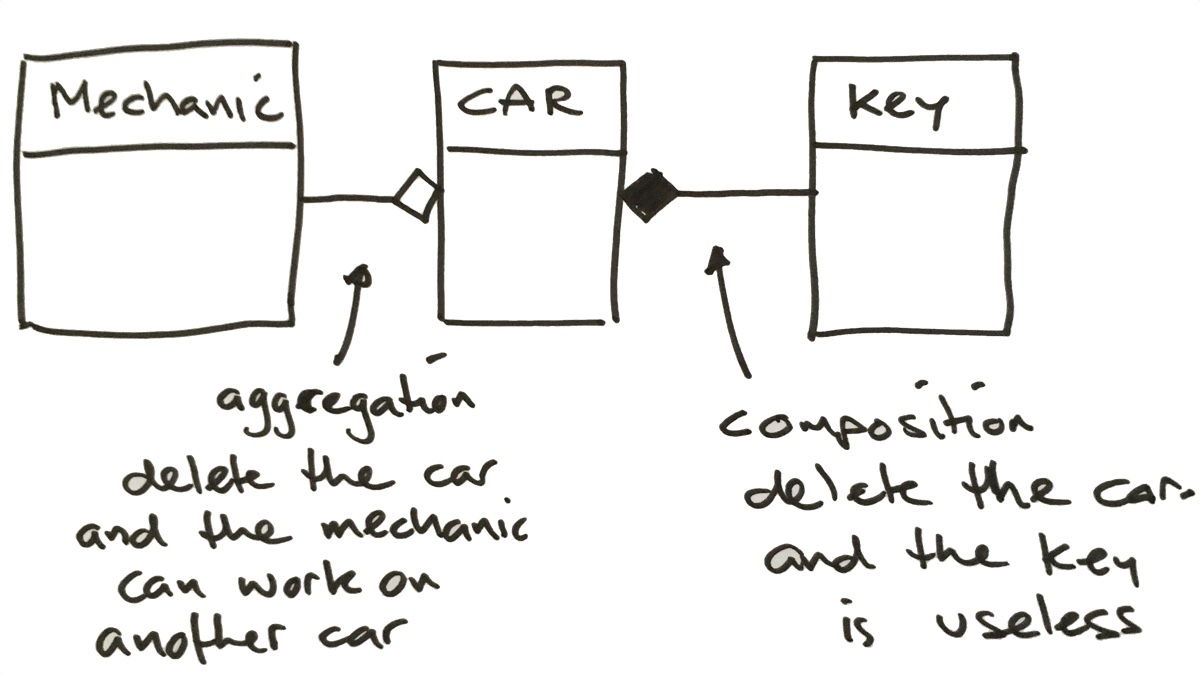 Mechanic
CAR
Key
aggregation
delete the car
and the mechanic
can work on
another car
composition
delete the car.
and the key
is useless